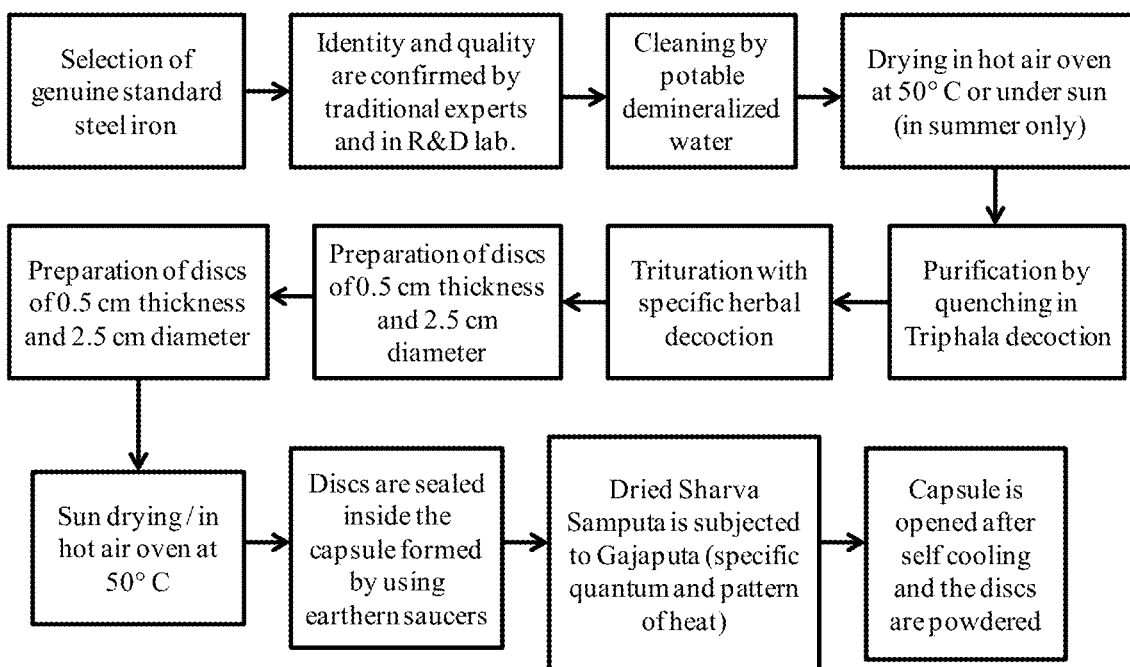 Selection of
genuine standard
steel iron
Identity and quality
are confirmed by
traditional experts
and in R&D lab.
Cleaning by
potable
demineralized
water
Drying in hot air oven
at 50° C or under sun
(in summer only)
Purification by
quenching in
Triphala decoction
Trituration with
specific herbal
decoction
Preparation of discs
of 0.5 cm thickness
and 2.5 cm
diameter
Preparation of discs
of 0.5 cm thickness
and 2.5 cm diameter
Sun drying / in
hot air oven at
50° C
Discs are sealed
inside the
capsule formed
by using
earthern saucers
Dried Sharva
Samputa is subjected
to Gajaputa (specific
quantum and pattern
of heat)
Capsule is
opened after
self cooling
and the discs
are powdered